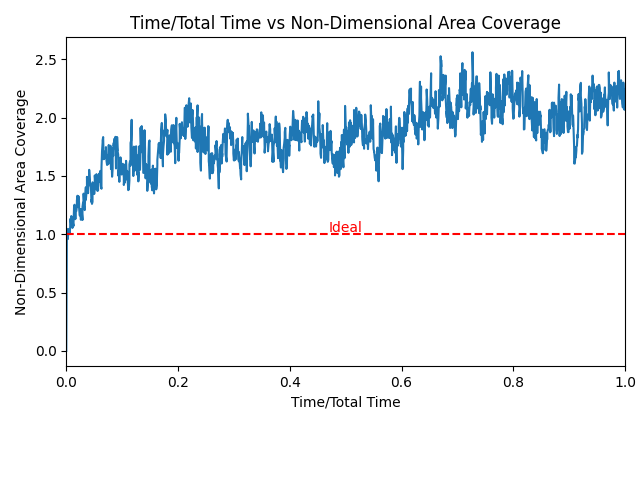 Time/Total Time vs Non-Dimensional Area Coverage
Non-Dimensional Area Coverage
2.5
2.0
1.5
1.0
0.5
0.0
Ideal
0.0 0.2 0.4 0.6 0.8 1.0
Time/Total Time